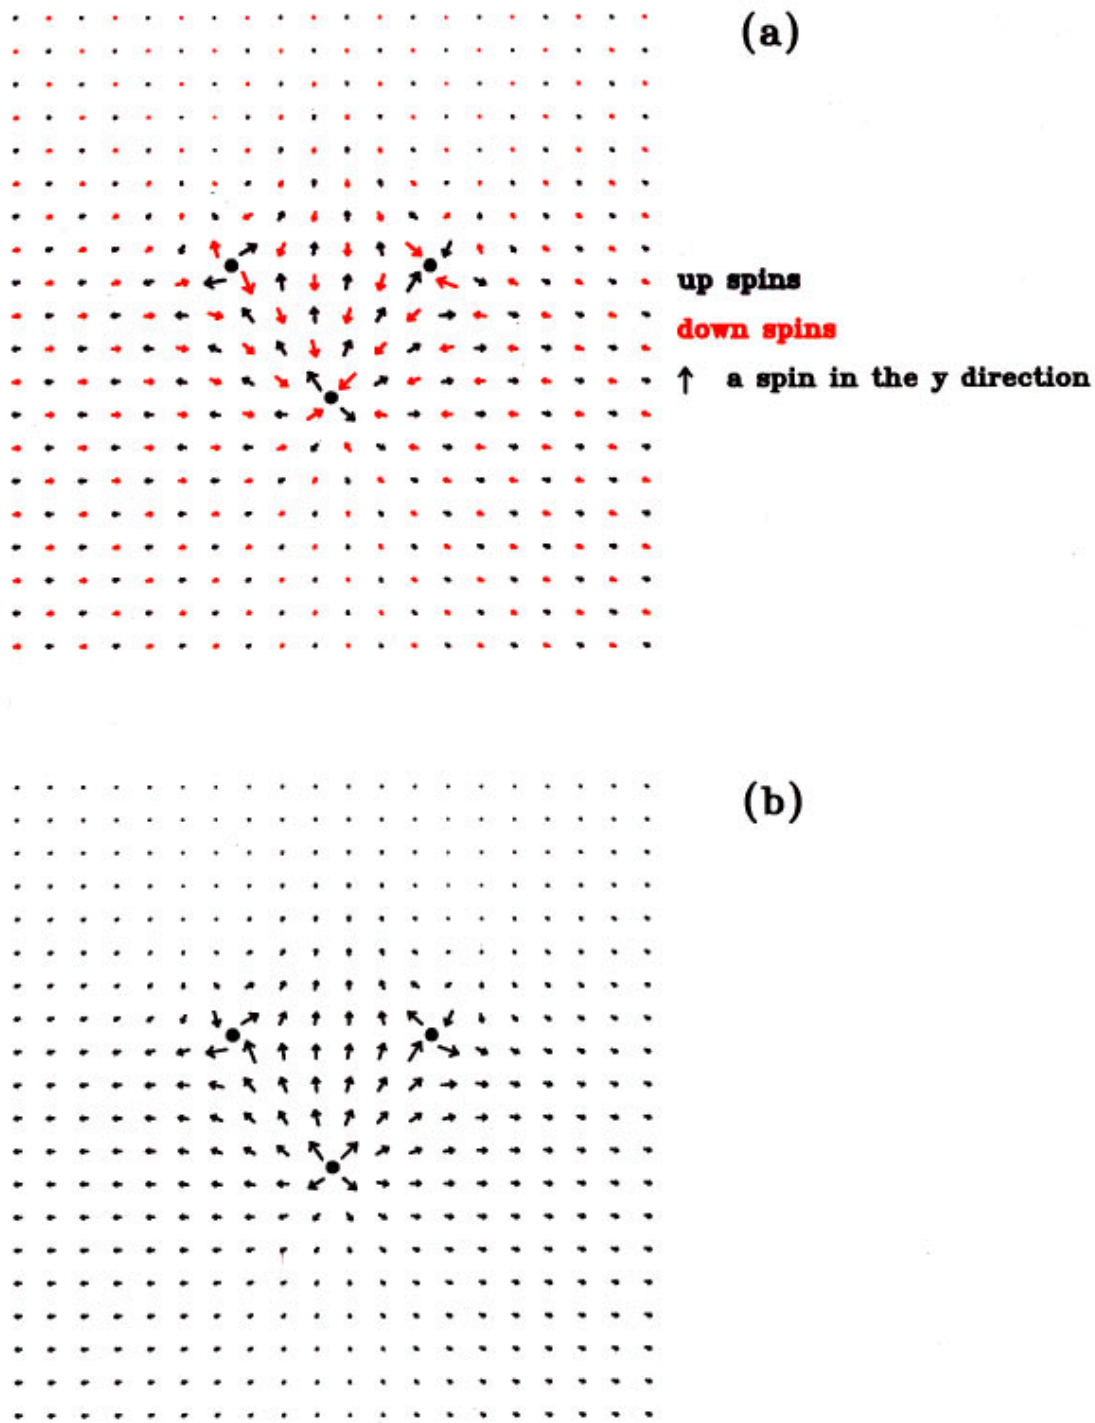 (a)
up spins
down spins
↑ a spin in the y direction
(b)